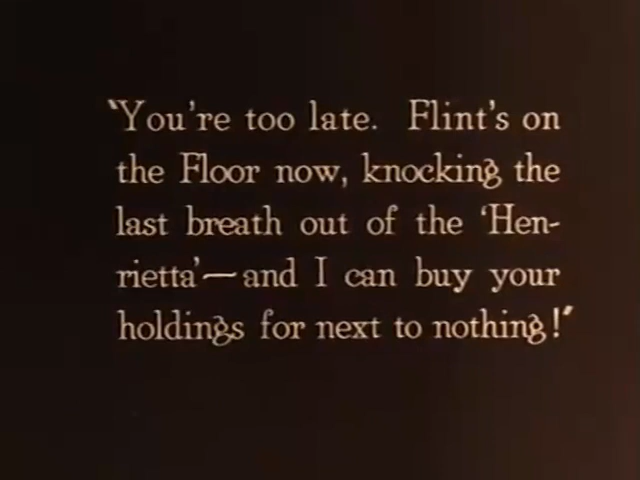 "You're too late. Flint's on
the Floor now, knocking the
last breath out of the 'Hen-
rietta'—and I can buy your
holdings for next to nothing!"